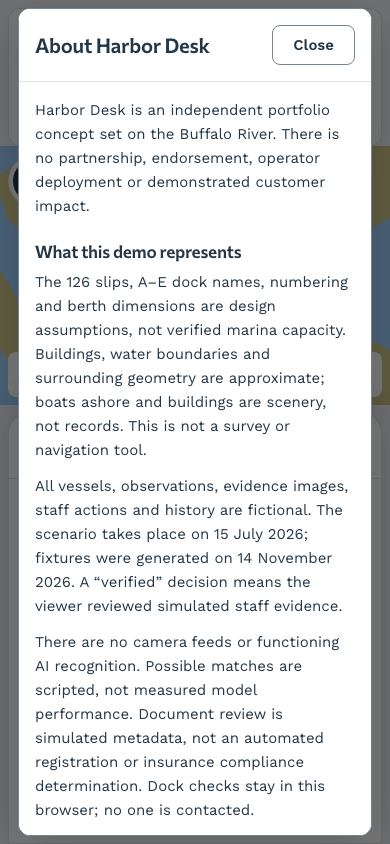 About Harbor Desk
Close
Harbor Desk is an independent portfolio
concept set on the Buffalo River. There is
no partnership, endorsement, operator
deployment or demonstrated customer
impact.
What this demo represents
The 126 slips, A–E dock names, numbering
and berth dimensions are design
assumptions, not verified marina capacity.
Buildings, water boundaries and
surrounding geometry are approximate;
boats ashore and buildings are scenery,
not records. This is not a survey or
navigation tool.
All vessels, observations, evidence images,
staff actions and history are fictional. The
scenario takes place on 15 July 2026;
fixtures were generated on 14 November
2026. A “verified” decision means the
viewer reviewed simulated staff evidence.
There are no camera feeds or functioning
AI recognition. Possible matches are
scripted, not measured model
performance. Document review is
simulated metadata, not an automated
registration or insurance compliance
determination. Dock checks stay in this
browser; no one is contacted.